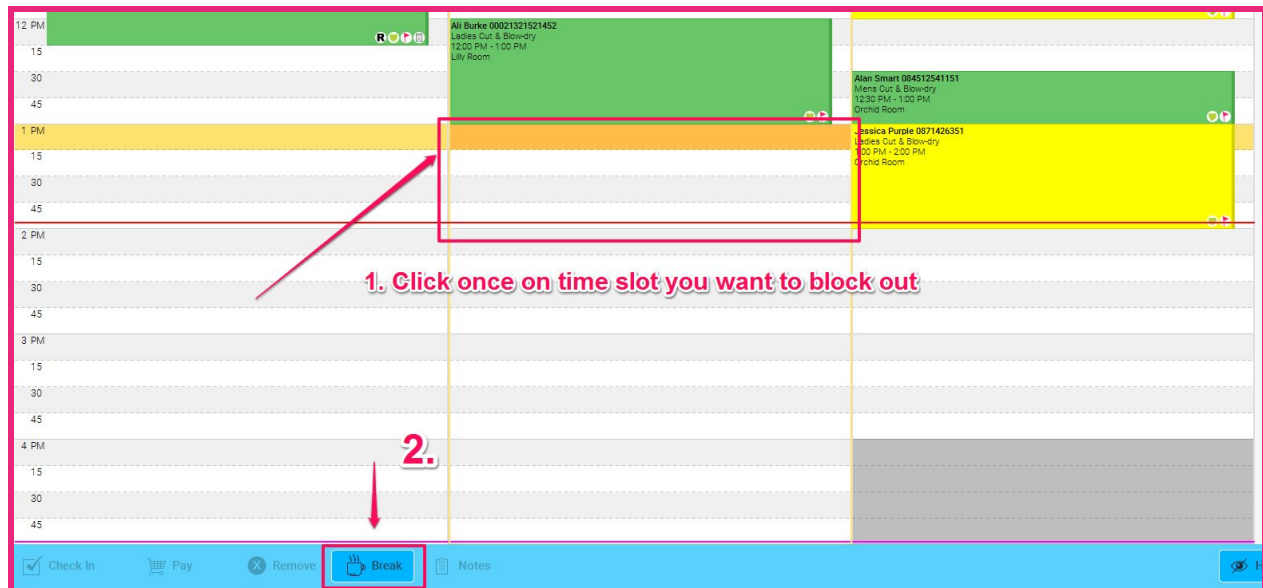 12 PM
R
15
30
45
1 PM
15
30
45
2 PM
15
30
45
3 PM
15
30
45
4 PM
15
30
45
Ali Burke 00021321521452
Ladies Cut & Blow-dry
12:00 PM - 1:00 PM
Lilly Room
Alan Smart 084512541151
Mens Cut & Blow-dry
12:30 PM - 1:00 PM
Orchid Room
Jessica Purple 0871426351
Ladies Cut & Blow-dry
1:00 PM - 2:00 PM
Orchid Room
1. Click once on time slot you want to block out
2.
Check In
Pay
X Remove
Break
Notes
H